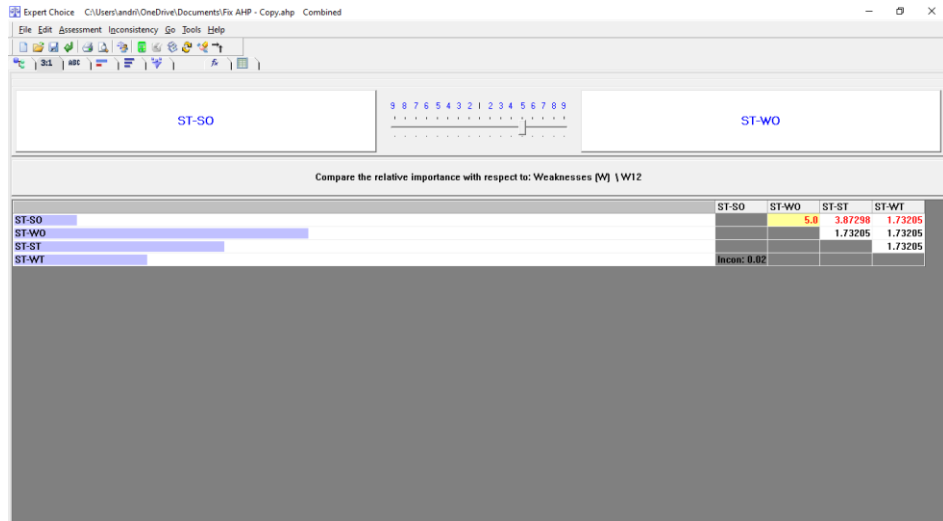 Expert Choice C:\Users\andri\OneDrive\Documents\Fix AHP - Copy.ahp Combined
File Edit Assessment Inconsistency Go Tools Help
3:1 ABC
9 8 7 6 5 4 3 2 1 2 3 4 5 6 7 8 9
ST-SO ST-WO
Compare the relative importance with respect to: Weaknesses (W) \ W12
ST-SO ST-WO ST-ST ST-WT
ST-SO 5.0 3.87298 1.73205
ST-WO 1.73205 1.73205
ST-ST 1.73205
ST-WT Incon: 0.02